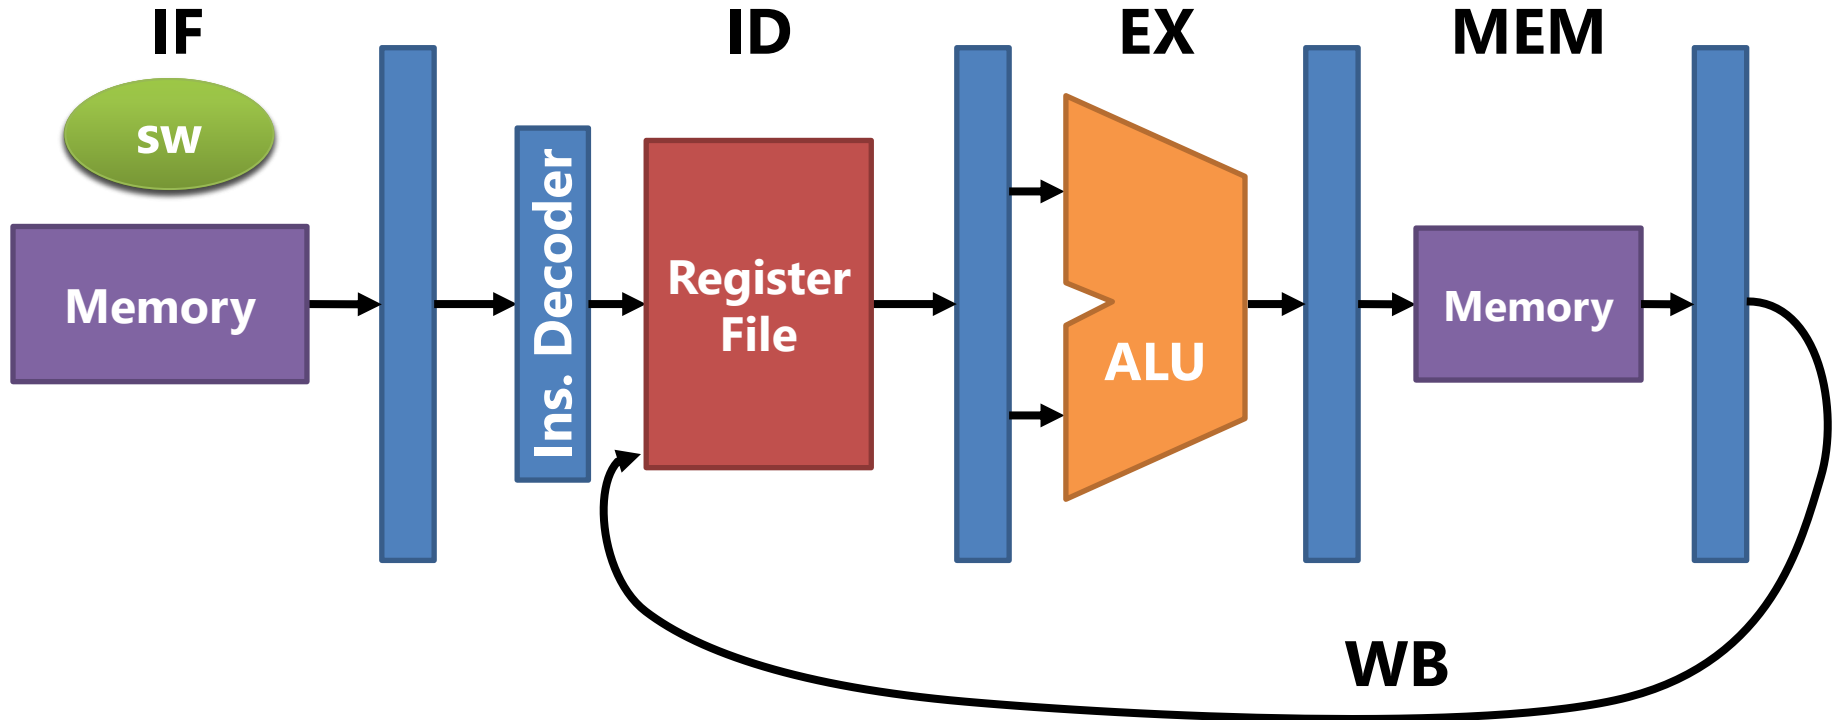 IF
ID
EX
MEM
sw
Memory
Ins. Decoder
Register
File
ALU
Memory
WB